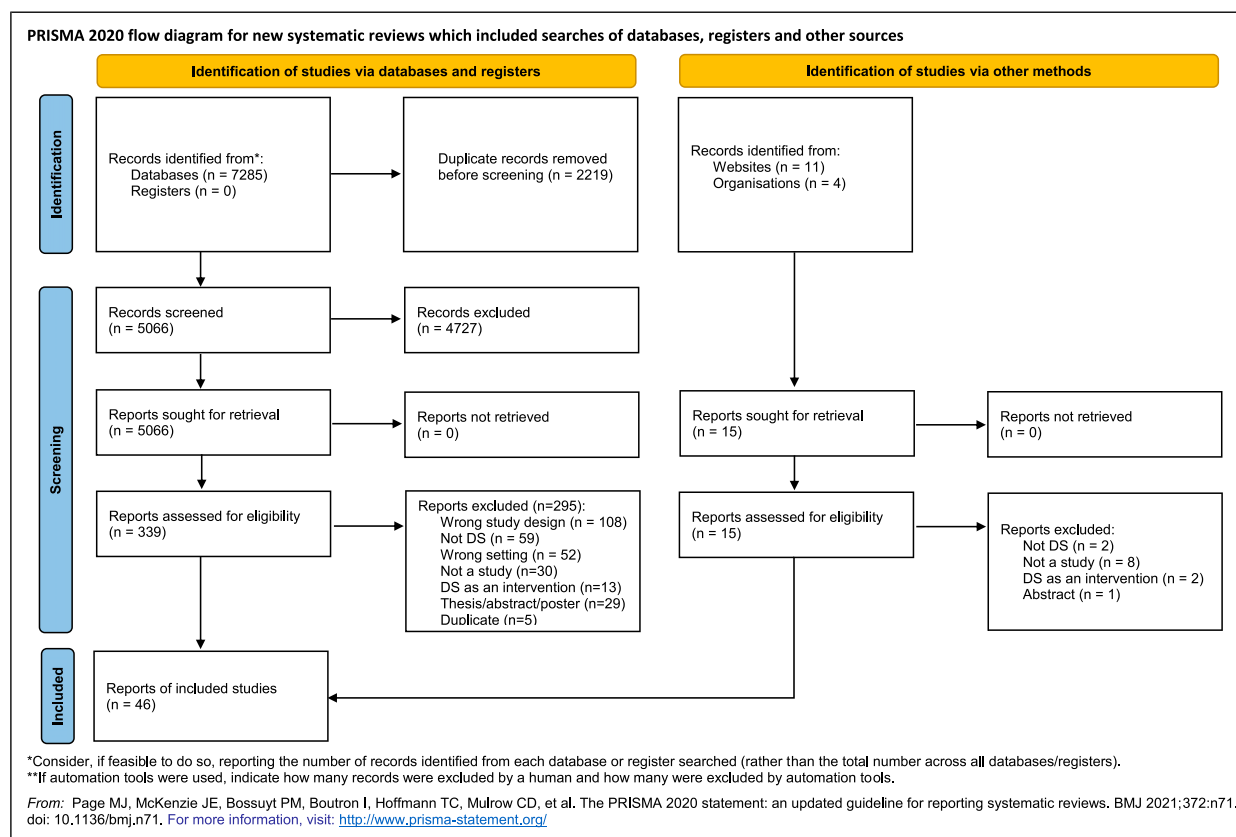 PRISMA 2020 flow diagram for new systematic reviews which included searches of databases, registers and other sources
Identification of studies via databases and registers
Identification of studies via other methods
Identification
Records identified from*:
Databases (n = 7285)
Registers (n = 0)
Duplicate records removed
before screening (n = 2219)
Records identified from:
Websites (n = 11)
Organisations (n = 4)
Screening
Records screened
(n = 5066)
Records excluded
(n = 4727)
Reports sought for retrieval
(n = 5066)
Reports not retrieved
(n = 0)
Reports sought for retrieval
(n = 15)
Reports not retrieved
(n = 0)
Reports assessed for eligibility
(n = 339)
Reports excluded (n=295):
Wrong study design (n = 108)
Not DS (n = 59)
Wrong setting (n = 52)
Not a study (n=30)
DS as an intervention (n=13)
Thesis/abstract/poster (n=29)
Duplicate (n=5)
Reports assessed for eligibility
(n = 15)
Reports excluded:
Not DS (n = 2)
Not a study (n = 8)
DS as an intervention (n = 2)
Abstract (n = 1)
Included
Reports of included studies
(n = 46)
*Consider, if feasible to do so, reporting the number of records identified from each database or register searched (rather than the total number across all databases/registers).
**If automation tools were used, indicate how many records were excluded by a human and how many were excluded by automation tools.
From: Page MJ, McKenzie JE, Bossuyt PM, Boutron I, Hoffmann TC, Mulrow CD, et al. The PRISMA 2020 statement: an updated guideline for reporting systematic reviews. BMJ 2021;372:n71.
doi: 10.1136/bmj.n71. For more information, visit: http://www.prisma-statement.org/